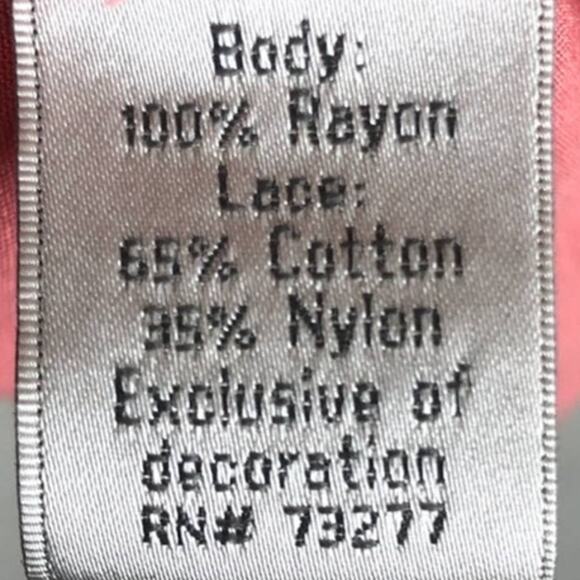 Body:
100% Rayon
Lace:
65% Cotton
35% Nylon
Exclusive of
decoration
RN# 73277